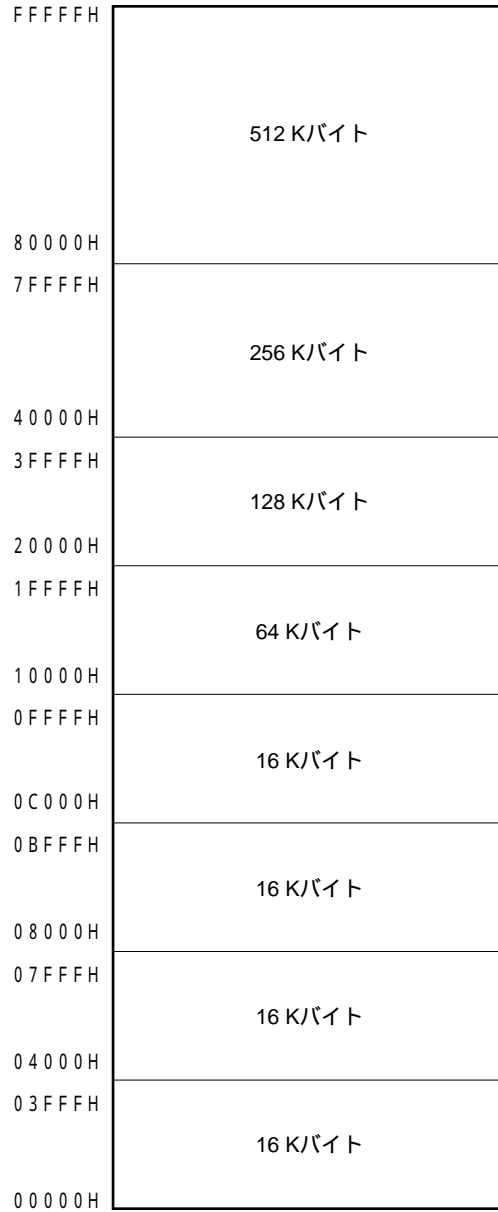 FFFFFH
512 Kバイト
80000H
7FFFFH
256 Kバイト
40000H
3FFFFH
128 Kバイト
20000H
1FFFFH
64 Kバイト
10000H
0FFFFH
16 Kバイト
0C000H
0BFFFH
16 Kバイト
08000H
07FFFH
16 Kバイト
04000H
03FFFH
16 Kバイト
00000H